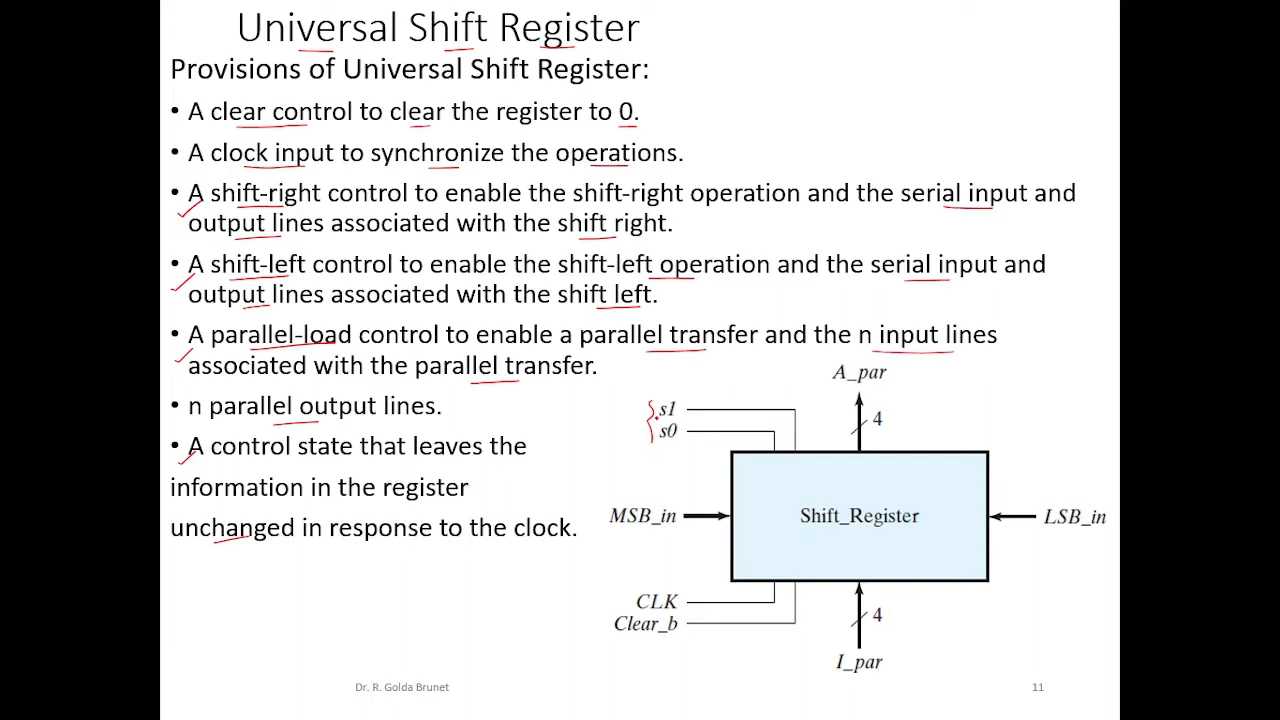 Universal Shift Register
Provisions of Universal Shift Register:
• A clear control to clear the register to 0.
• A clock input to synchronize the operations.
• A shift-right control to enable the shift-right operation and the serial input and
output lines associated with the shift right.
• A shift-left control to enable the shift-left operation and the serial input and
output lines associated with the shift left.
• A parallel-load control to enable a parallel transfer and the n input lines
associated with the parallel transfer.
• n parallel output lines.
• A control state that leaves the
information in the register
unchanged in response to the clock.
A_par
4
s1
s0
MSB_in
Shift_Register
LSB_in
CLK
Clear_b
4
I_par
Dr. R. Golda Brunet
11